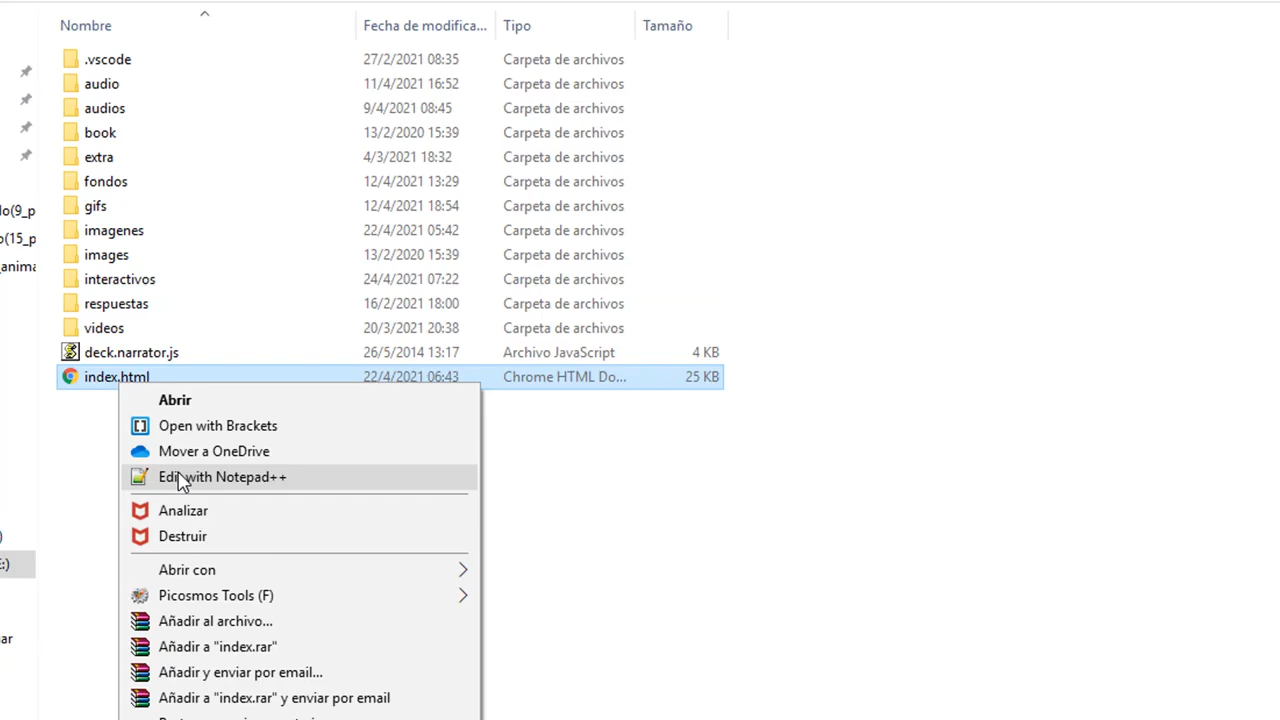 Nombre Fecha de modifica... Tipo Tamaño
.vscode 27/2/2021 08:35 Carpeta de archivos
audio 11/4/2021 16:52 Carpeta de archivos
audios 9/4/2021 08:45 Carpeta de archivos
book 13/2/2020 15:39 Carpeta de archivos
extra 4/3/2021 18:32 Carpeta de archivos
fondos 12/4/2021 13:29 Carpeta de archivos
lo(9_p gifs 12/4/2021 18:54 Carpeta de archivos
o(15_p imagenes 22/4/2021 05:42 Carpeta de archivos
_anima images 13/2/2020 15:39 Carpeta de archivos
interactivos 24/4/2021 07:22 Carpeta de archivos
respuestas 16/2/2021 18:00 Carpeta de archivos
videos 20/3/2021 20:38 Carpeta de archivos
deck.narrator.js 26/5/2014 13:17 Archivo JavaScript 4 KB
index.html 22/4/2021 06:43 Chrome HTML Do... 25 KB
Abrir
Open with Brackets
Mover a OneDrive
Edit with Notepad++
Analizar
Destruir
Abrir con
Picosmos Tools (F)
Añadir al archivo...
Añadir a "index.rar"
Añadir y enviar por email...
Añadir a "index.rar" y enviar por email